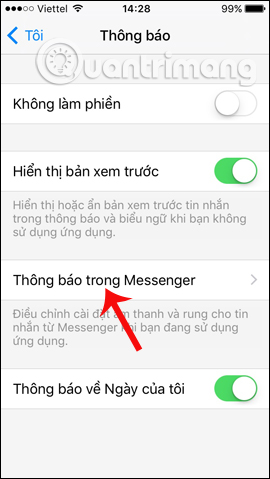 Viettel 14:28 99%
Tôi Thông báo
Quantrimang
Không làm phiền
Hiển thị bản xem trước
Hiển thị hoặc ẩn bản xem trước tin nhắn
trong thông báo và biểu ngữ khi bạn không
sử dụng ứng dụng.
Thông báo trong Messenger
Điều chỉnh cài đặt âm thanh và rung cho tin
nhắn từ Messenger khi bạn đang sử dụng
ứng dụng.
Thông báo về Ngày của tôi